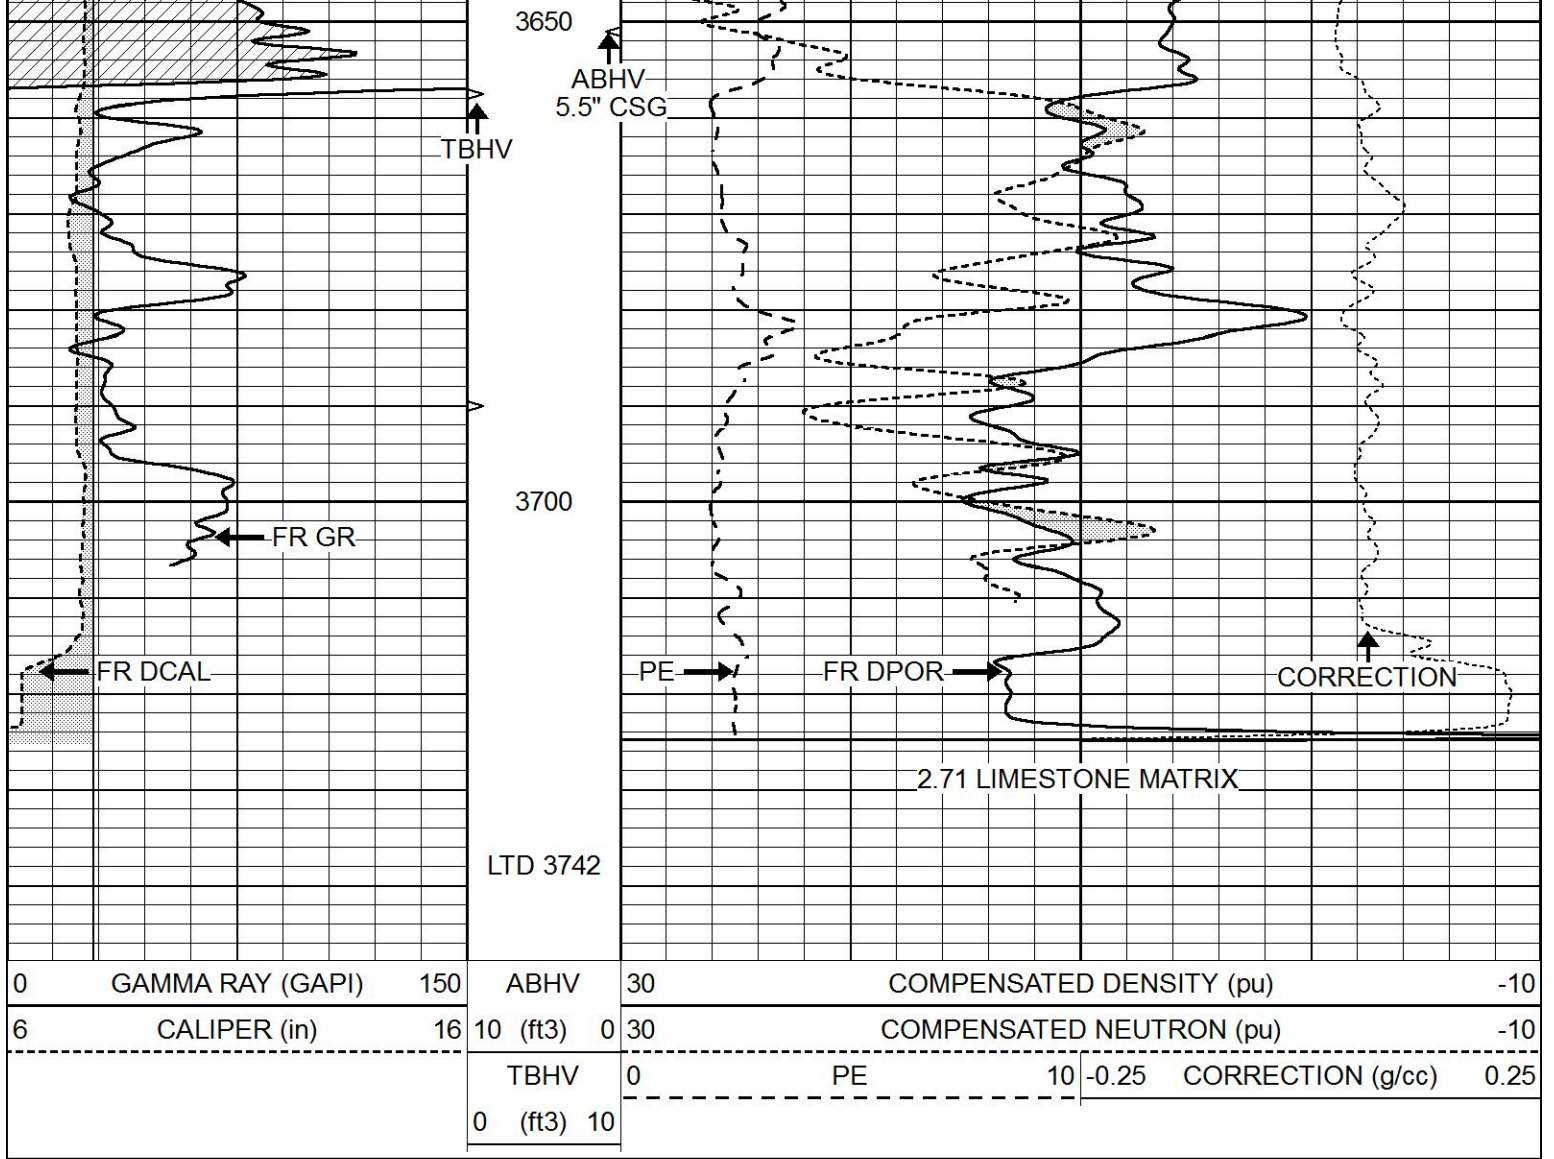 3650
ABHV
5.5" CSG
TBHV
3700
FR GR
FR DCAL
PE
FR DPOR
CORRECTION
2.71 LIMESTONE MATRIX
LTD 3742
0 GAMMA RAY (GAPI) 150
ABHV
30 COMPENSATED DENSITY (pu) -10
6 CALIPER (in) 16
10 (ft3) 0
30 COMPENSATED NEUTRON (pu) -10
TBHV
0 PE 10
-0.25 CORRECTION (g/cc) 0.25
0 (ft3) 10